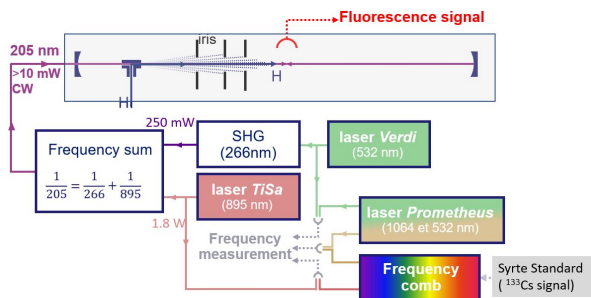 Fluorescence signal
iris
205 nm
>10 mW
CW
H
H
250 mW
Frequency sum
1/205 = 1/266 + 1/895
SHG
(266nm)
laser Verdi
(532 nm)
laser TiSa
(895 nm)
1.8 W
laser Prometheus
(1064 et 532 nm)
Frequency
measurement
Frequency
comb
Syrte Standard
( ¹³³Cs signal)